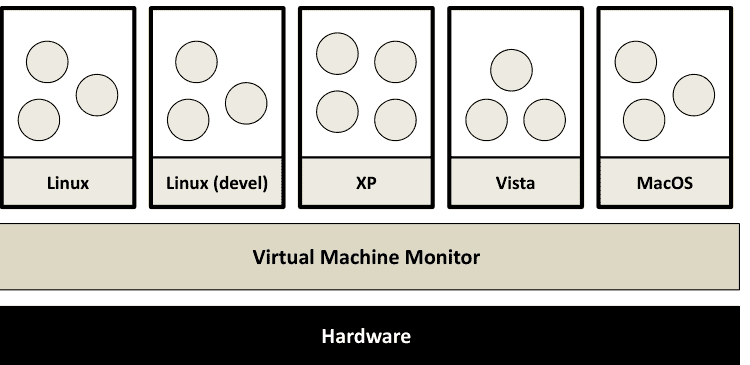 Linux
Linux (devel)
XP
Vista
MacOS
Virtual Machine Monitor
Hardware